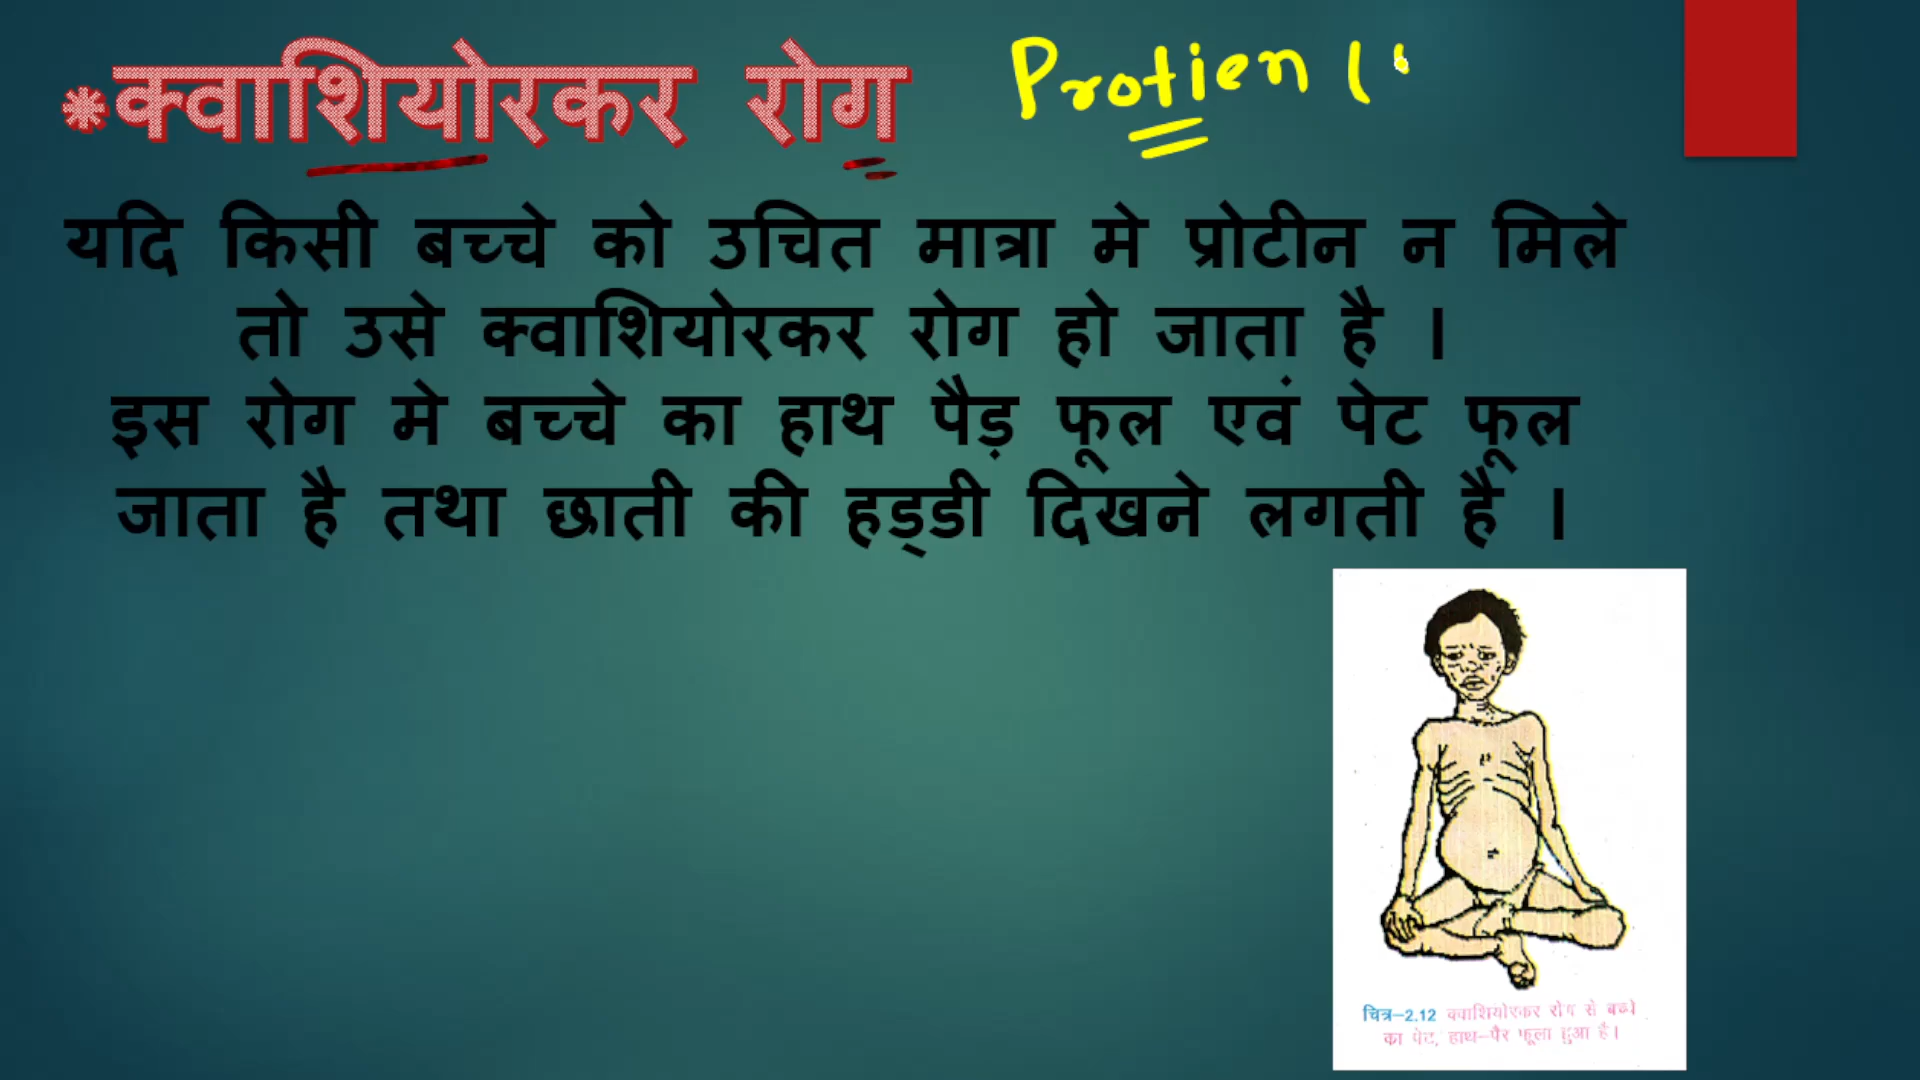 *क्वाशियोरकर रोग
Protien (
यदि किसी बच्चे को उचित मात्रा मे प्रोटीन न मिले
तो उसे क्वाशियोरकर रोग हो जाता है ।
इस रोग मे बच्चे का हाथ पैड़ फूल एवं पेट फूल
जाता है तथा छाती की हड्डी दिखने लगती है ।
चित्र–2.12 क्वाशियोरकर रोग से बच्चे
का पेट, हाथ–पैर फूला हुआ है।